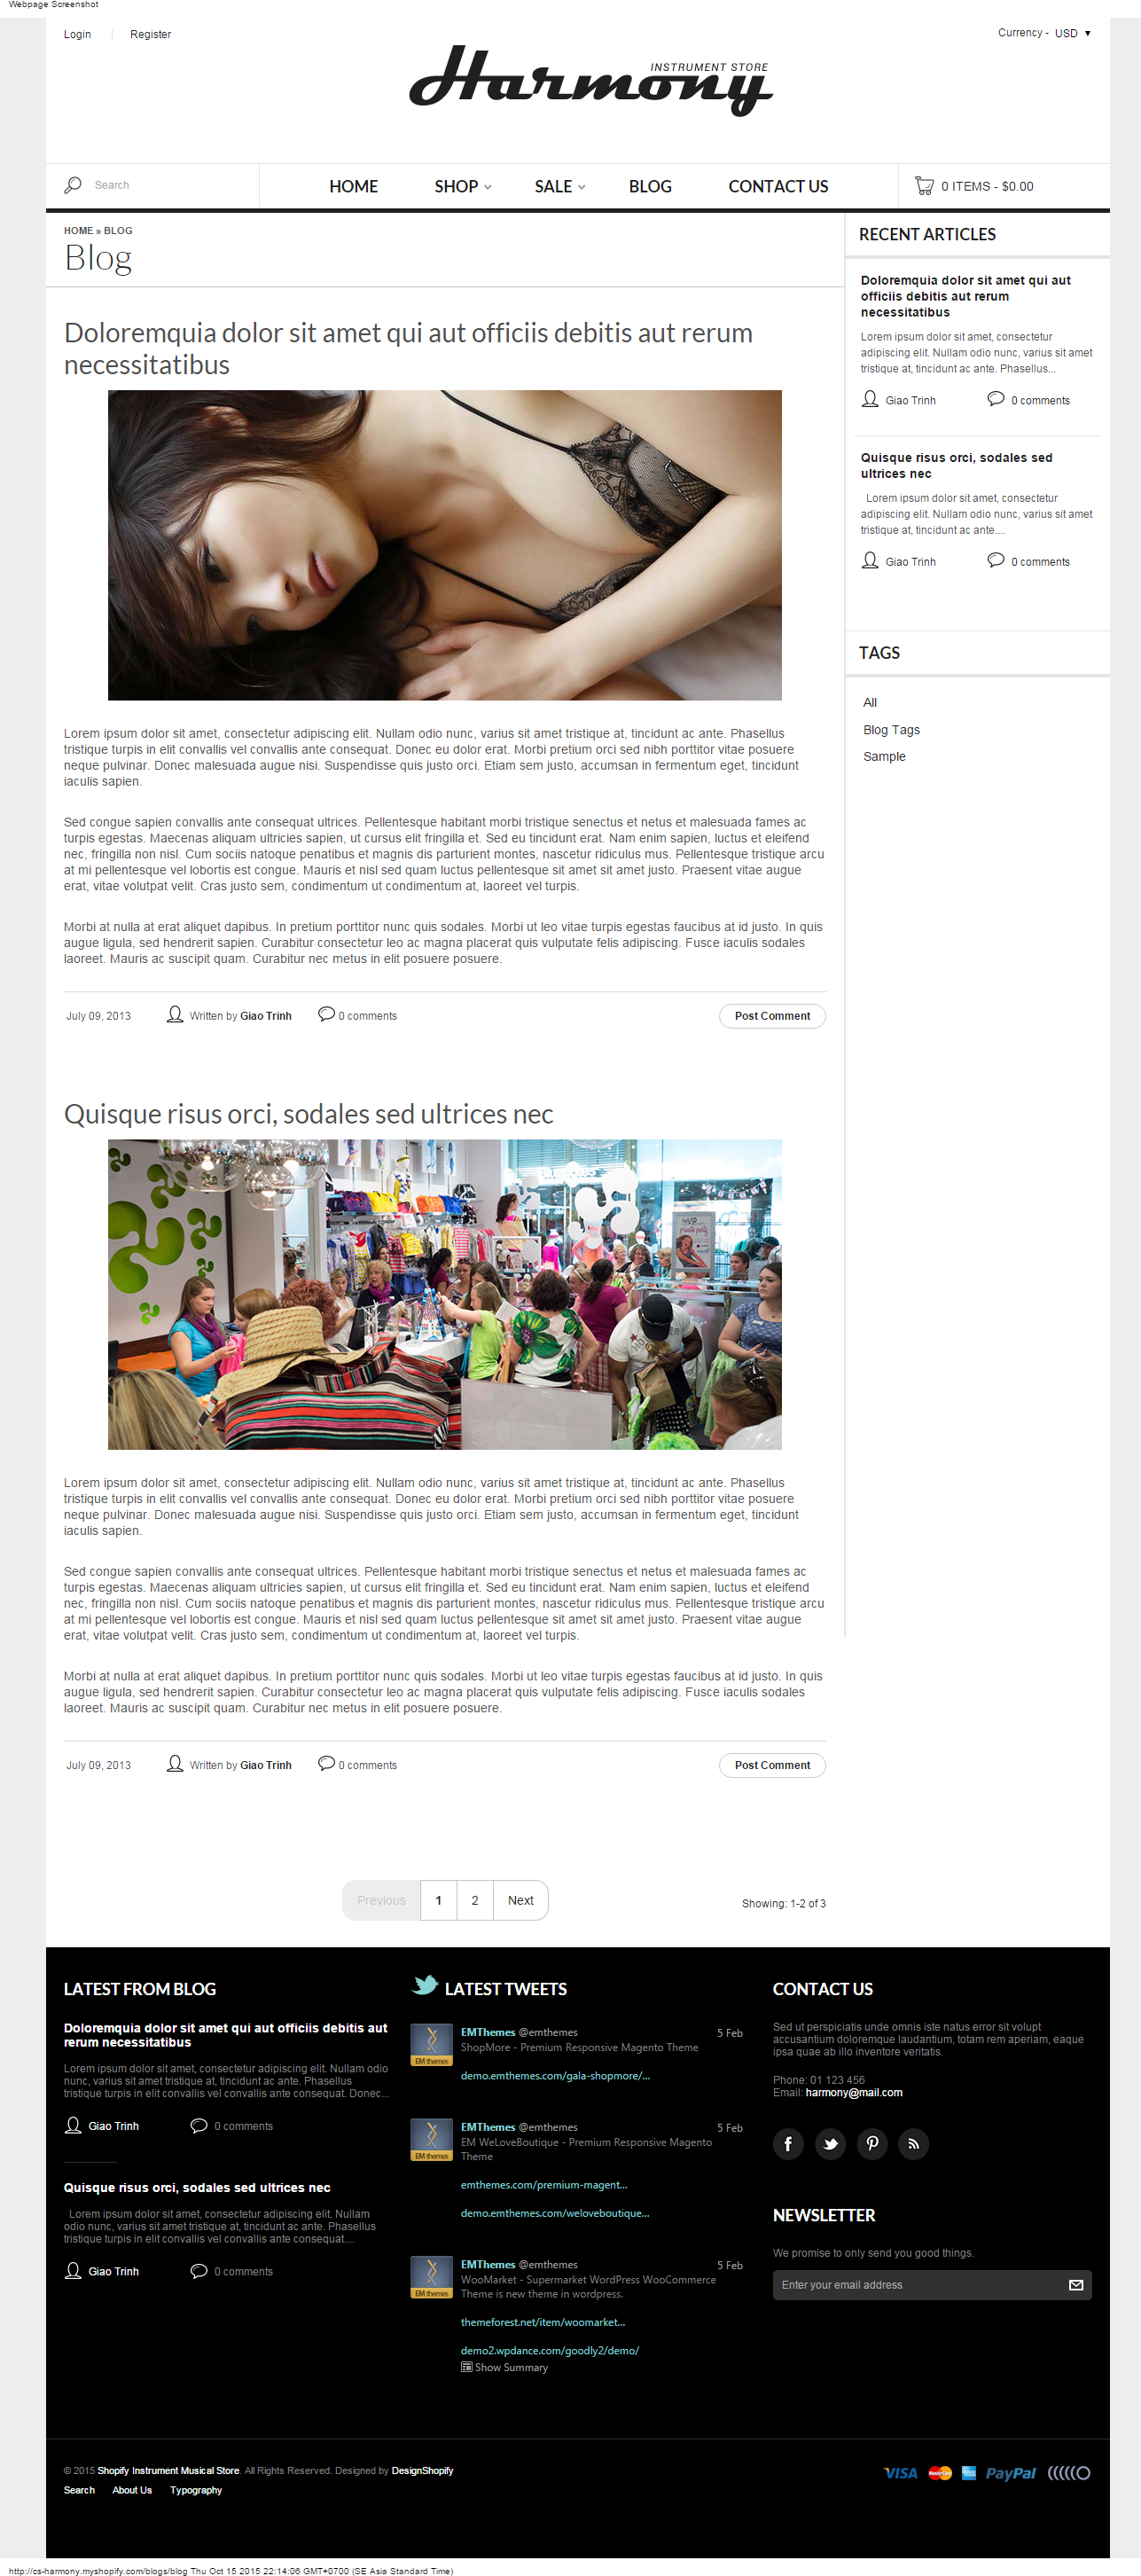 Webpage Screenshot
Login
Register
Currency - USD
INSTRUMENT STORE
Harmony
Search
HOME
SHOP
SALE
BLOG
CONTACT US
0 ITEMS - $0.00
HOME » BLOG
Blog
Doloremquia dolor sit amet qui aut officiis debitis aut rerum
necessitatibus
Lorem ipsum dolor sit amet, consectetur adipiscing elit. Nullam odio nunc, varius sit amet tristique at, tincidunt ac ante. Phasellus
tristique turpis in elit convallis vel convallis ante consequat. Donec eu dolor erat. Morbi pretium orci sed nibh porttitor vitae posuere
neque pulvinar. Donec malesuada augue nisi. Suspendisse quis justo orci. Etiam sem justo, accumsan in fermentum eget, tincidunt
iaculis sapien.
Sed congue sapien convallis ante consequat ultrices. Pellentesque habitant morbi tristique senectus et netus et malesuada fames ac
turpis egestas. Maecenas aliquam ultricies sapien, ut cursus elit fringilla et. Sed eu tincidunt erat. Nam enim sapien, luctus et eleifend
nec, fringilla non nisl. Cum sociis natoque penatibus et magnis dis parturient montes, nascetur ridiculus mus. Pellentesque tristique arcu
at mi pellentesque vel lobortis est congue. Mauris et nisl sed quam luctus pellentesque sit amet sit amet justo. Praesent vitae augue
erat, vitae volutpat velit. Cras justo sem, condimentum ut condimentum at, laoreet vel turpis.
Morbi at nulla at erat aliquet dapibus. In pretium porttitor nunc quis sodales. Morbi ut leo vitae turpis egestas faucibus at id justo. In quis
augue ligula, sed hendrerit sapien. Curabitur consectetur leo ac magna placerat quis vulputate felis adipiscing. Fusce iaculis sodales
laoreet. Mauris ac suscipit quam. Curabitur nec metus in elit posuere posuere.
July 09, 2013
Written by Giao Trinh
0 comments
Post Comment
Quisque risus orci, sodales sed ultrices nec
Lorem ipsum dolor sit amet, consectetur adipiscing elit. Nullam odio nunc, varius sit amet tristique at, tincidunt ac ante. Phasellus
tristique turpis in elit convallis vel convallis ante consequat. Donec eu dolor erat. Morbi pretium orci sed nibh porttitor vitae posuere
neque pulvinar. Donec malesuada augue nisi. Suspendisse quis justo orci. Etiam sem justo, accumsan in fermentum eget, tincidunt
iaculis sapien.
Sed congue sapien convallis ante consequat ultrices. Pellentesque habitant morbi tristique senectus et netus et malesuada fames ac
turpis egestas. Maecenas aliquam ultricies sapien, ut cursus elit fringilla et. Sed eu tincidunt erat. Nam enim sapien, luctus et eleifend
nec, fringilla non nisl. Cum sociis natoque penatibus et magnis dis parturient montes, nascetur ridiculus mus. Pellentesque tristique arcu
at mi pellentesque vel lobortis est congue. Mauris et nisl sed quam luctus pellentesque sit amet sit amet justo. Praesent vitae augue
erat, vitae volutpat velit. Cras justo sem, condimentum ut condimentum at, laoreet vel turpis.
Morbi at nulla at erat aliquet dapibus. In pretium porttitor nunc quis sodales. Morbi ut leo vitae turpis egestas faucibus at id justo. In quis
augue ligula, sed hendrerit sapien. Curabitur consectetur leo ac magna placerat quis vulputate felis adipiscing. Fusce iaculis sodales
laoreet. Mauris ac suscipit quam. Curabitur nec metus in elit posuere posuere.
July 09, 2013
Written by Giao Trinh
0 comments
Post Comment
Previous
1
2
Next
Showing: 1-2 of 3
RECENT ARTICLES
Doloremquia dolor sit amet qui aut
officiis debitis aut rerum
necessitatibus
Lorem ipsum dolor sit amet, consectetur
adipiscing elit. Nullam odio nunc, varius sit amet
tristique at, tincidunt ac ante. Phasellus...
Giao Trinh
0 comments
Quisque risus orci, sodales sed
ultrices nec
Lorem ipsum dolor sit amet, consectetur
adipiscing elit. Nullam odio nunc, varius sit amet
tristique at, tincidunt ac ante....
Giao Trinh
0 comments
TAGS
All
Blog Tags
Sample
LATEST FROM BLOG
Doloremquia dolor sit amet qui aut officiis debitis aut
rerum necessitatibus
Lorem ipsum dolor sit amet, consectetur adipiscing elit. Nullam odio
nunc, varius sit amet tristique at, tincidunt ac ante. Phasellus
tristique turpis in elit convallis vel convallis ante consequat. Donec...
Giao Trinh
0 comments
Quisque risus orci, sodales sed ultrices nec
Lorem ipsum dolor sit amet, consectetur adipiscing elit. Nullam
odio nunc, varius sit amet tristique at, tincidunt ac ante. Phasellus
tristique turpis in elit convallis vel convallis ante consequat....
Giao Trinh
0 comments
LATEST TWEETS
EM themes
EMThemes @emthemes
5 Feb
ShopMore - Premium Responsive Magento Theme
demo.emthemes.com/gala-shopmore/...
EM themes
EMThemes @emthemes
5 Feb
EM WeLoveBoutique - Premium Responsive Magento
Theme
emthemes.com/premium-magent...
demo.emthemes.com/weloveboutique...
EM themes
EMThemes @emthemes
5 Feb
WooMarket - Supermarket WordPress WooCommerce
Theme is new theme in wordpress.
themeforest.net/item/woomarket...
demo2.wpdance.com/goodly2/demo/
Show Summary
CONTACT US
Sed ut perspiciatis unde omnis iste natus error sit volupt
accusantium doloremque laudantium, totam rem aperiam, eaque
ipsa quae ab illo inventore veritatis.
Phone: 01 123 456
Email: harmony@mail.com
NEWSLETTER
We promise to only send you good things.
Enter your email address
© 2015 Shopify Instrument Musical Store. All Rights Reserved. Designed by DesignShopify
Search
About Us
Typography
VISA
MasterCard
PayPal
http://cs-harmony.myshopify.com/blogs/blog Thu Oct 15 2015 22:14:06 GMT+0700 (SE Asia Standard Time)